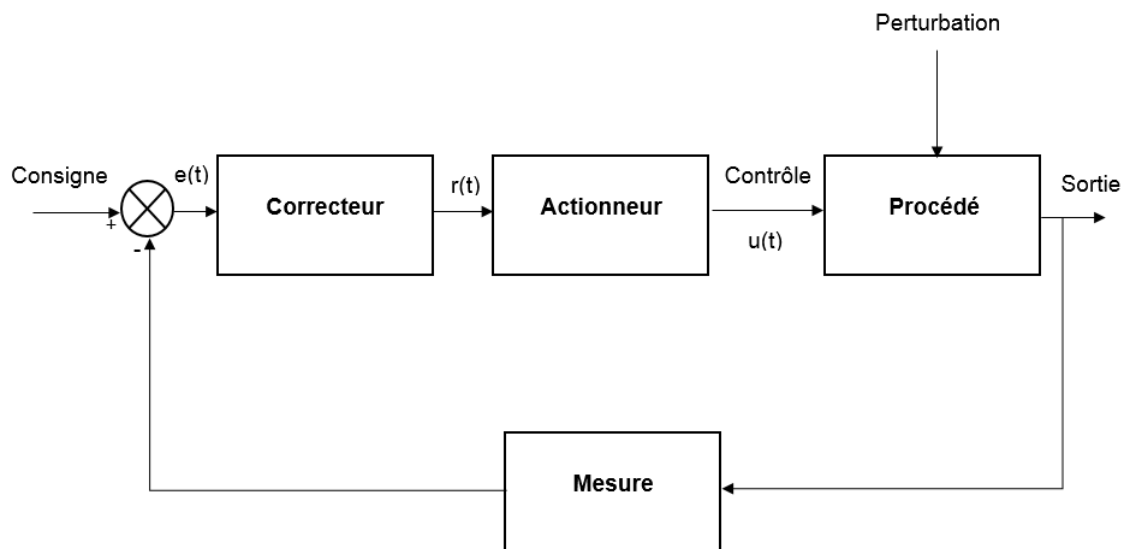 Perturbation
Consigne
+
-
e(t)
Correcteur
r(t)
Actionneur
Contrôle
u(t)
Procédé
Sortie
Mesure